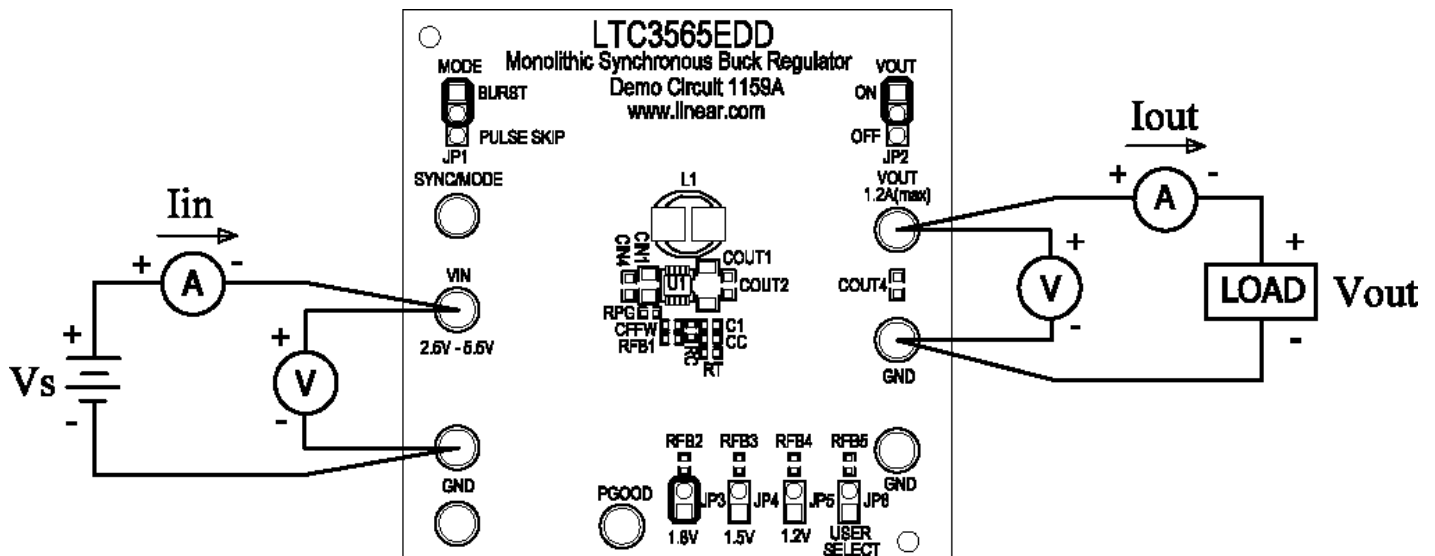 LTC3565EDD
Monolithic Synchronous Buck Regulator
Demo Circuit 1159A
www.linear.com
MODE
BURST
PULSE SKIP
JP1
SYNC/MODE
VOUT
ON
OFF
JP2
VOUT
1.2A(max)
Iin
+ A -
VIN
2.5V - 5.5V
+
V
-
+
Vs
-
GND
L1
CIN4
CIN1
U1
COUT1
COUT2
RPG
CFFW
RFB1
RC
C1
CC
RT
COUT4
GND
Iout
+ A -
+
V
-
+
LOAD
-
Vout
GND
PGOOD
RFB2
RFB3
RFB4
RFB5
JP3
JP4
JP5
JP6
1.8V
1.5V
1.2V
USER
SELECT